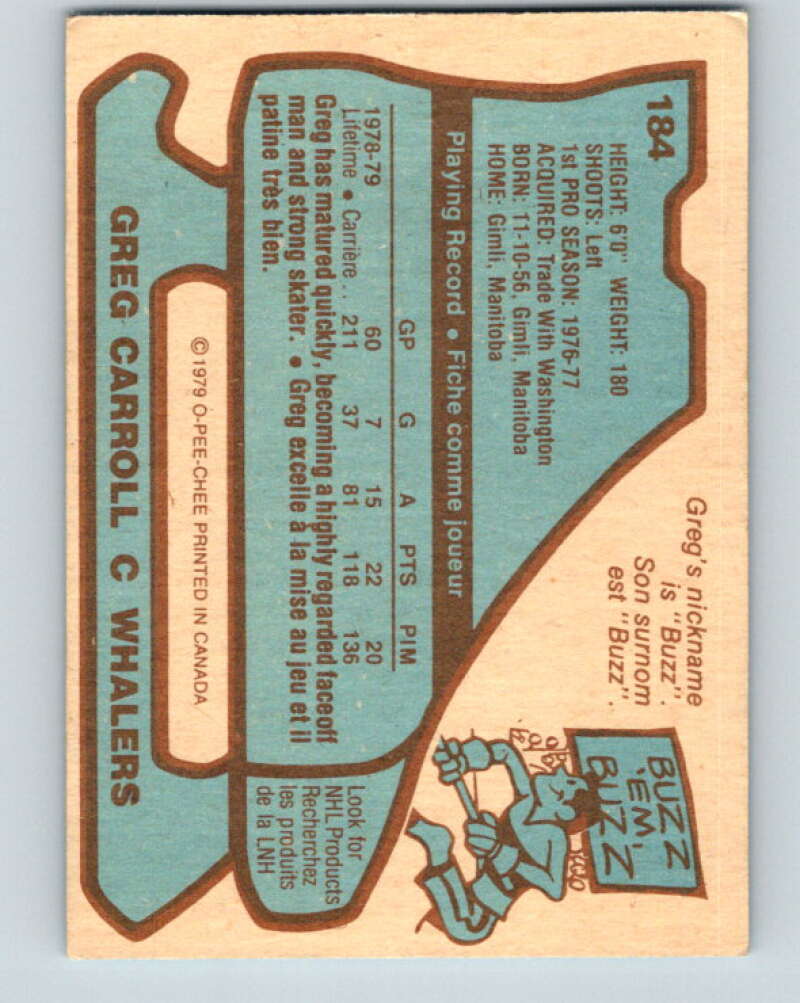 184
HEIGHT: 6'0" WEIGHT: 180
SHOOTS: Left
1st PRO SEASON: 1976-77
ACQUIRED: Trade With Washington
BORN: 11-10-56, Gimli, Manitoba
HOME: Gimli, Manitoba
Playing Record • Fiche comme joueur
GP G A PTS PIM
1978-79 60 7 15 22 20
Lifetime • Carrière .. 211 37 81 118 136
Greg has matured quickly, becoming a highly regarded faceoff
man and strong skater. • Greg excelle à la mise au jeu et il
patine très bien.
Greg's nickname
is "Buzz".
Son surnom
est "Buzz".
BUZZ
'EM,
BUZZ
Look for
NHL Products
Recherchez
les produits
de la LNH
©1979 O-PEE-CHEE PRINTED IN CANADA
GREG CARROLL C WHALERS